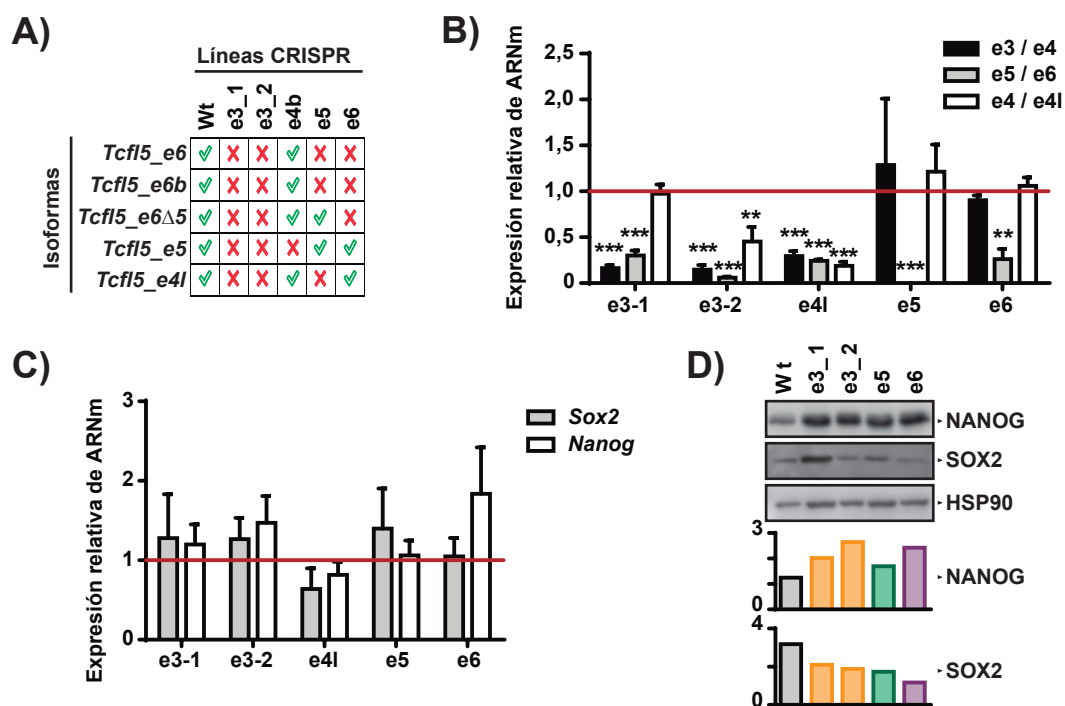 A)
Líneas CRISPR
Wt e3_1 e3_2 e4b e5 e6
Isoformas
Tcfl5_e6
Tcfl5_e6b
Tcfl5_e6Δ5
Tcfl5_e5
Tcfl5_e4l
B)
Expresión relativa de ARNm
2,5
2,0
1,5
1,0
0,5
0
e3 / e4
e5 / e6
e4 / e4l
*** *** *** *** ** *** *** *** *** **
e3-1 e3-2 e4l e5 e6
C)
Expresión relativa de ARNm
3
2
1
0
Sox2
Nanog
e3-1 e3-2 e4l e5 e6
D)
Wt e3_1 e3_2 e5 e6
NANOG
SOX2
HSP90
3
0
NANOG
4
0
SOX2